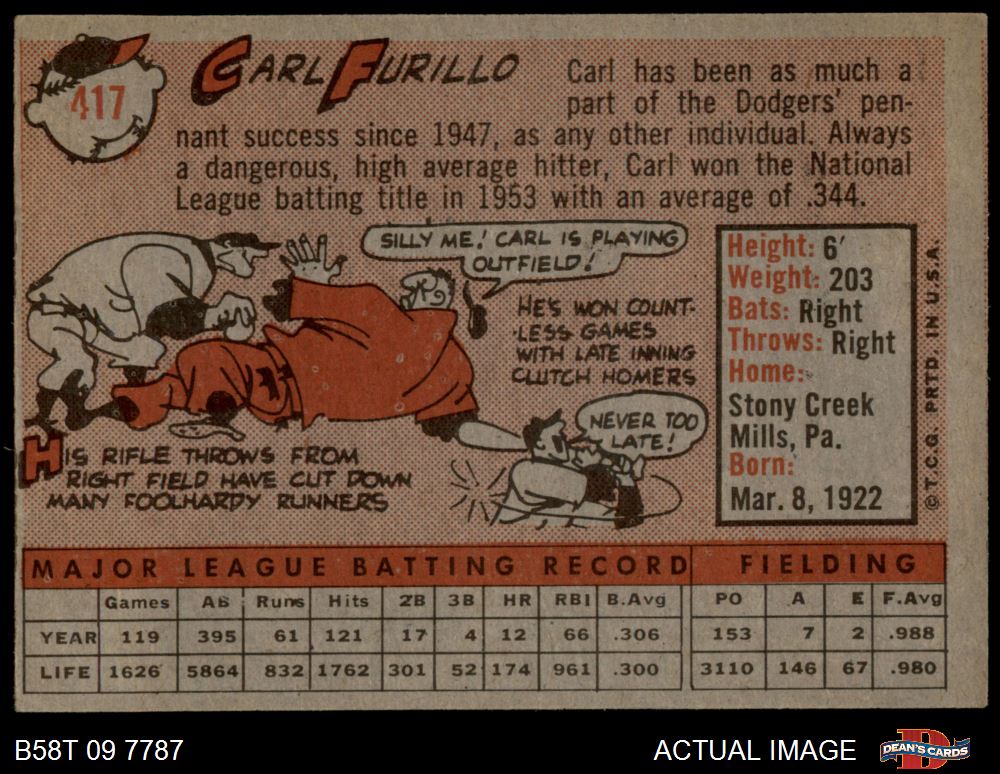 417
CARL FURILLO
Carl has been as much a
part of the Dodgers' pen-
nant success since 1947, as any other individual. Always
a dangerous, high average hitter, Carl won the National
League batting title in 1953 with an average of .344.
SILLY ME! CARL IS PLAYING
OUTFIELD!
HE'S WON COUNT-
LESS GAMES
WITH LATE INNING
CLUTCH HOMERS
NEVER TOO
LATE!
HIS RIFLE THROWS FROM
RIGHT FIELD HAVE CUT DOWN
MANY FOOLHARDY RUNNERS
Height: 6'
Weight: 203
Bats: Right
Throws: Right
Home:
Stony Creek
Mills, Pa.
Born:
Mar. 8, 1922
© T.C.G. PRTD. IN U.S.A.
MAJOR LEAGUE BATTING RECORD FIELDING
Games AB Runs Hits 2B 3B HR RBI B.Avg PO A E F.Avg
YEAR 119 395 61 121 17 4 12 66 .306 153 7 2 .988
LIFE 1626 5864 832 1762 301 52 174 961 .300 3110 146 67 .980
B58T 09 7787 ACTUAL IMAGE DEAN'S CARDS